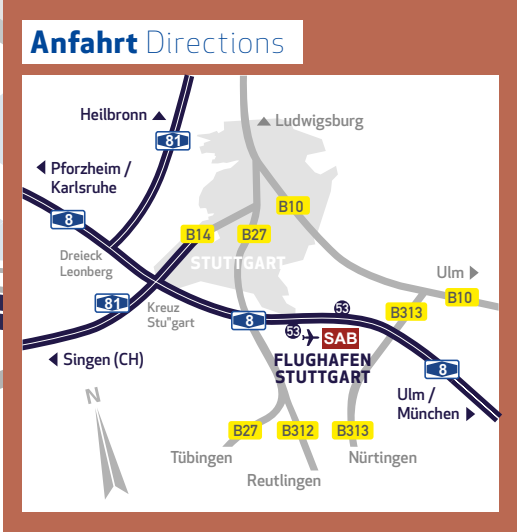 Anfahrt Directions
Heilbronn
Ludwigsburg
81
Pforzheim /
Karlsruhe
8
B10
B14
B27
Dreieck
Leonberg
STUTTGART
Ulm
B10
81
Kreuz
Stu"gart
8
53
B313
53
SAB
Singen (CH)
FLUGHAFEN
STUTTGART
8
Ulm /
München
N
B27
B312
B313
Tübingen
Nürtingen
Reutlingen